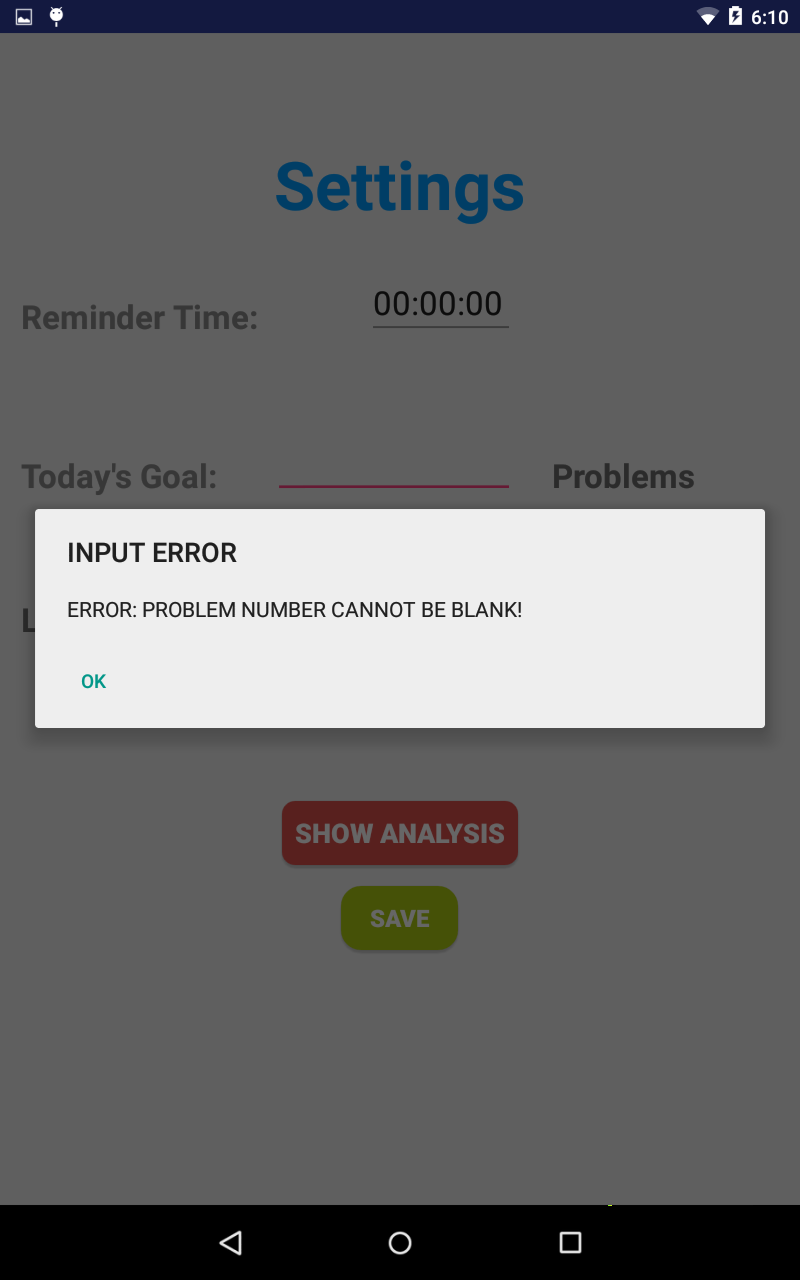 6:10
Settings
Reminder Time: 00:00:00
Today's Goal: Problems
INPUT ERROR
ERROR: PROBLEM NUMBER CANNOT BE BLANK!
OK
SHOW ANALYSIS
SAVE